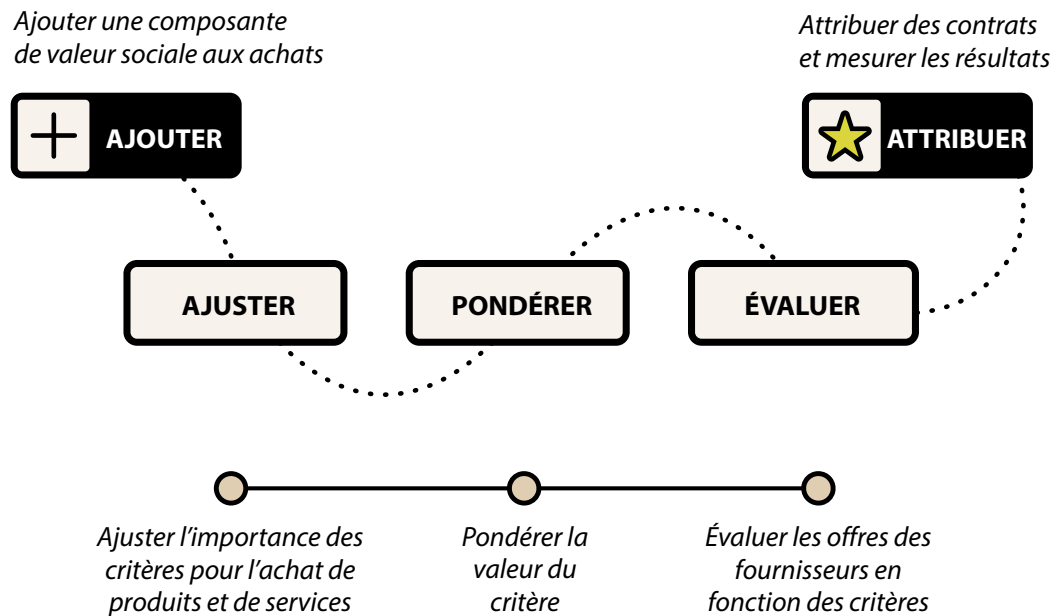 Ajouter une composante
de valeur sociale aux achats
Attribuer des contrats
et mesurer les résultats
AJOUTER
ATTRIBUER
AJUSTER
PONDÉRER
ÉVALUER
Ajuster l’importance des
critères pour l’achat de
produits et de services
Pondérer la
valeur du
critère
Évaluer les offres des
fournisseurs en
fonction des critères